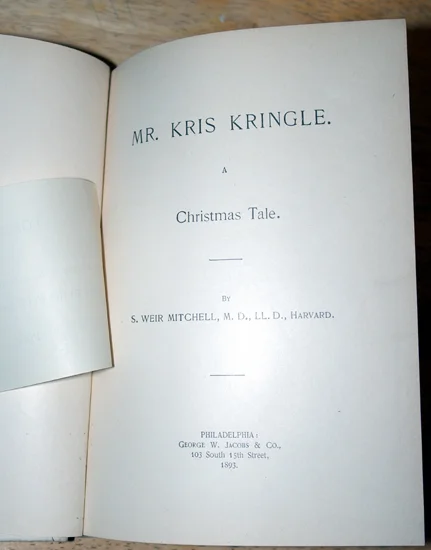 MR. KRIS KRINGLE.
A
Christmas Tale.
BY
S. WEIR MITCHELL, M. D., LL. D., HARVARD.
PHILADELPHIA:
GEORGE W. JACOBS & CO.,
103 South 15th Street,
1893.